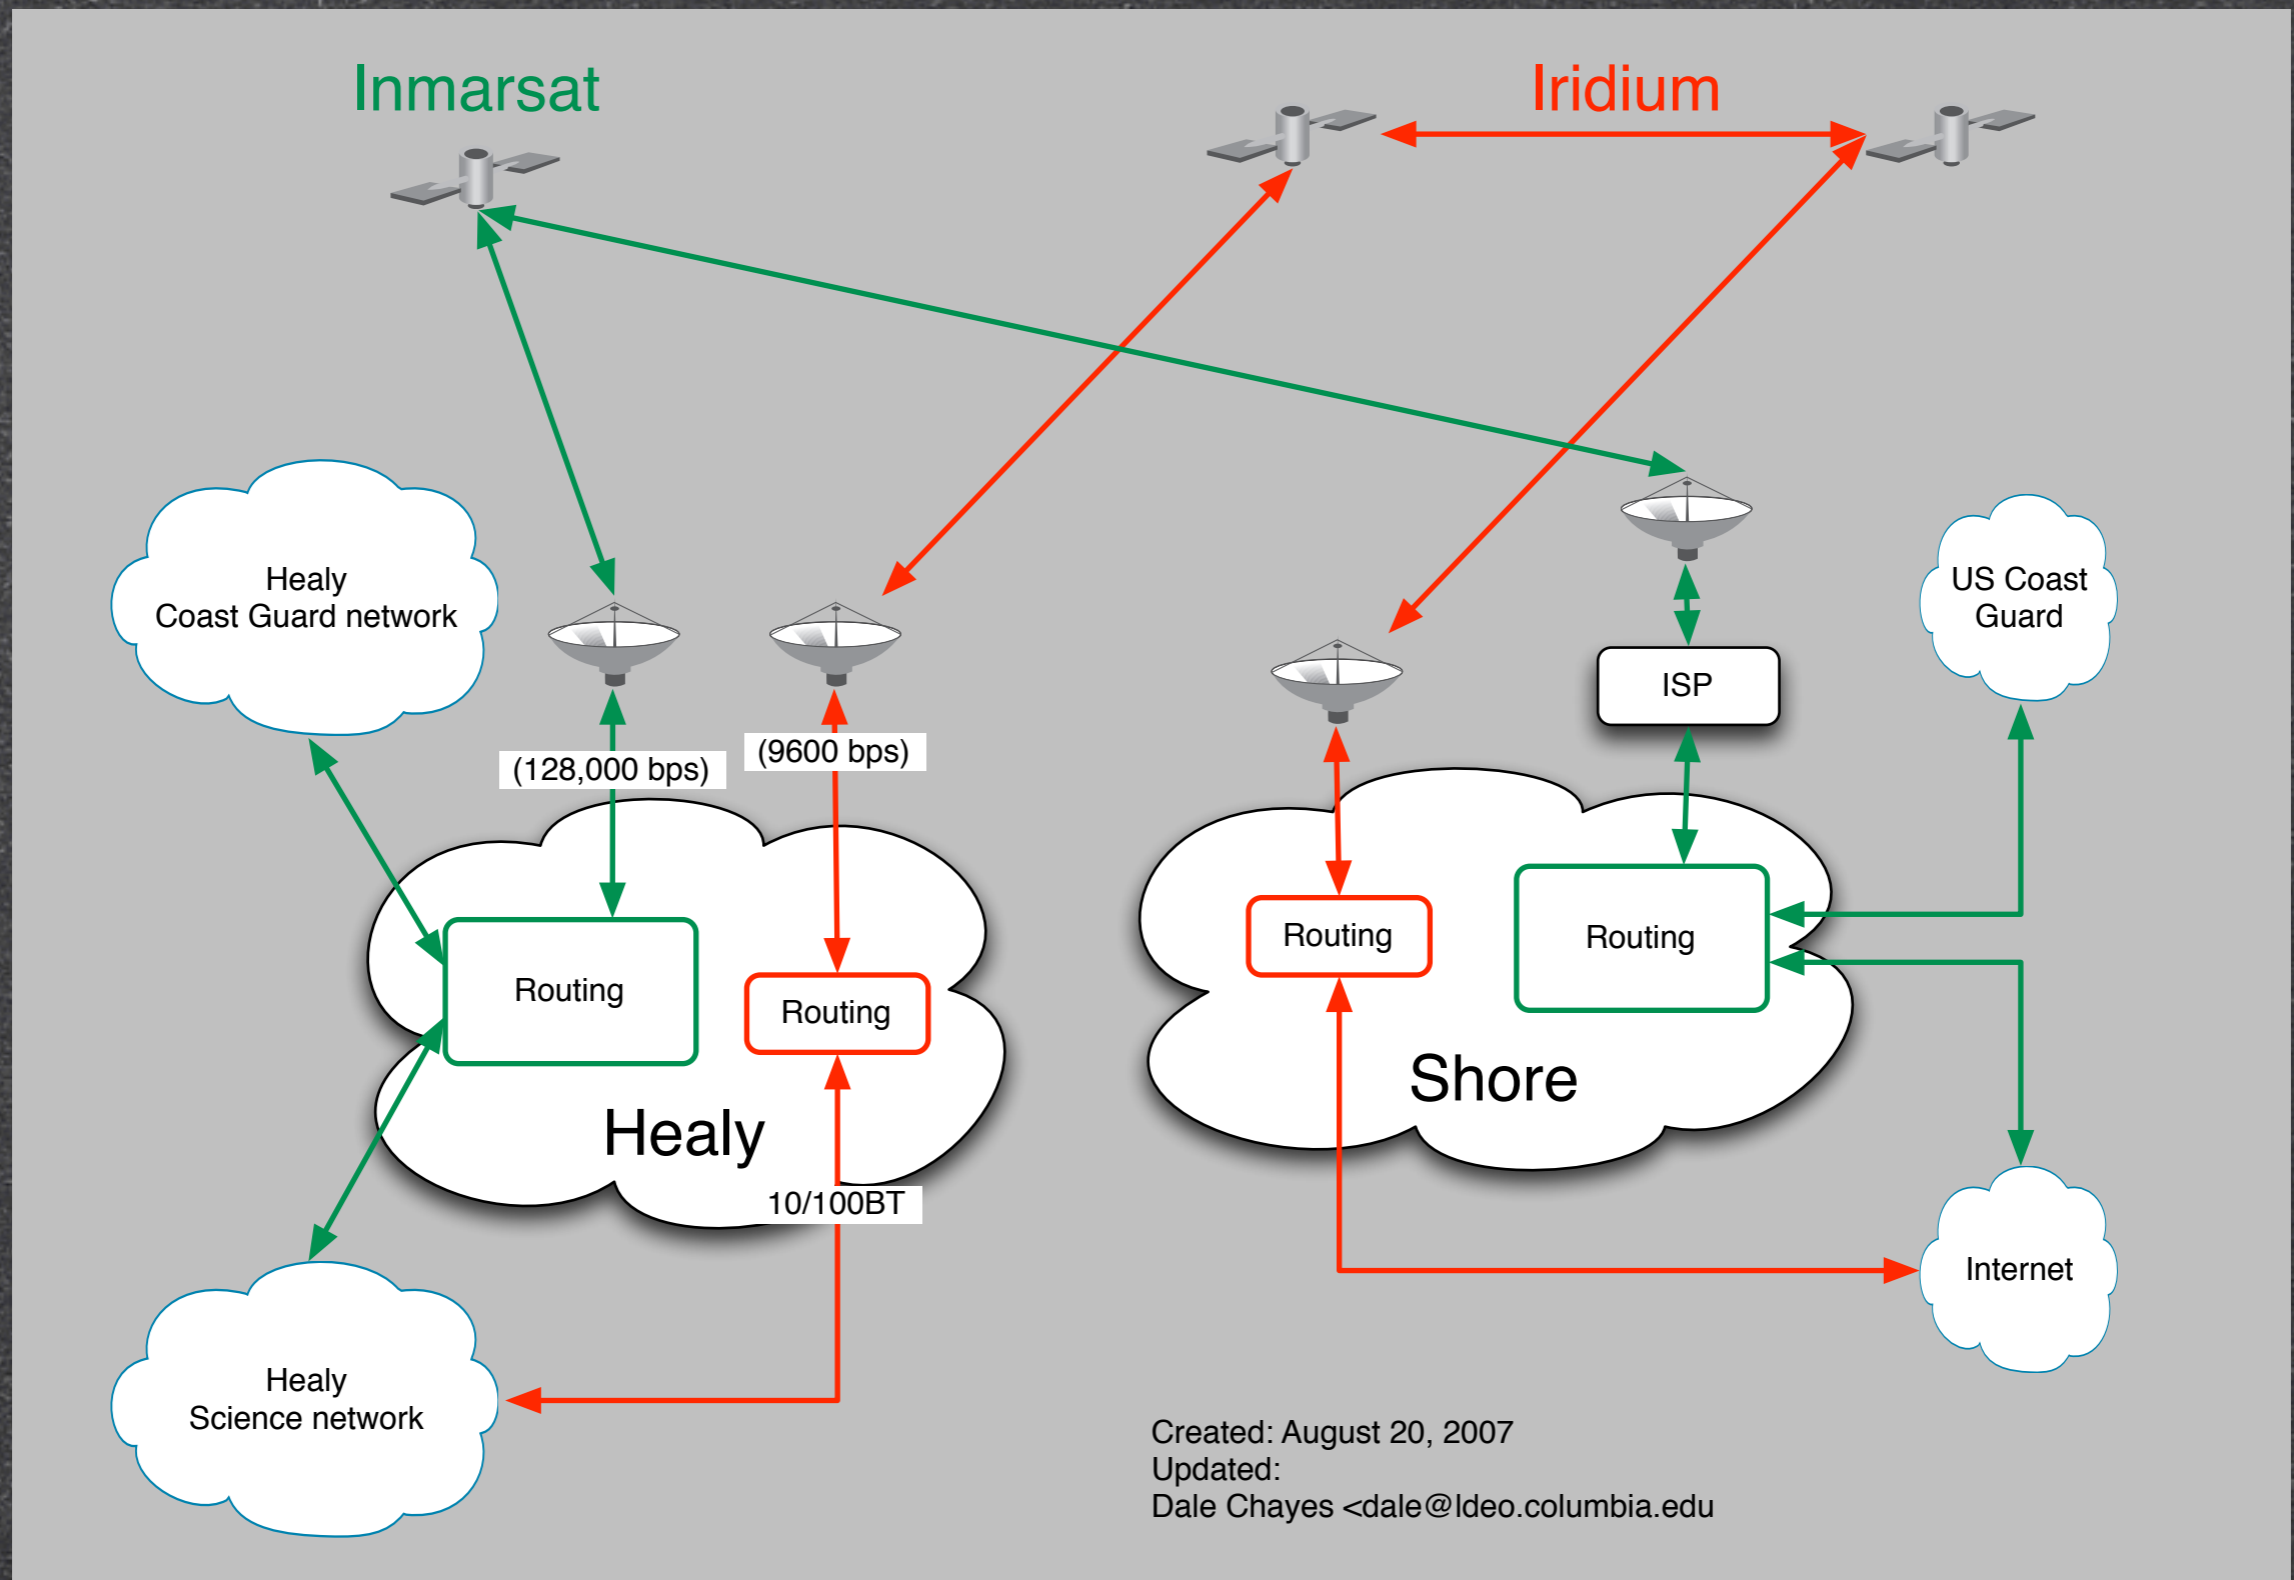 Inmarsat
Iridium
Healy
Coast Guard network
US Coast
Guard
ISP
(128,000 bps)
(9600 bps)
Routing
Routing
Routing
Routing
Shore
Healy
10/100BT
Internet
Healy
Science network
Created: August 20, 2007
Updated:
Dale Chayes <dale@ldeo.columbia.edu